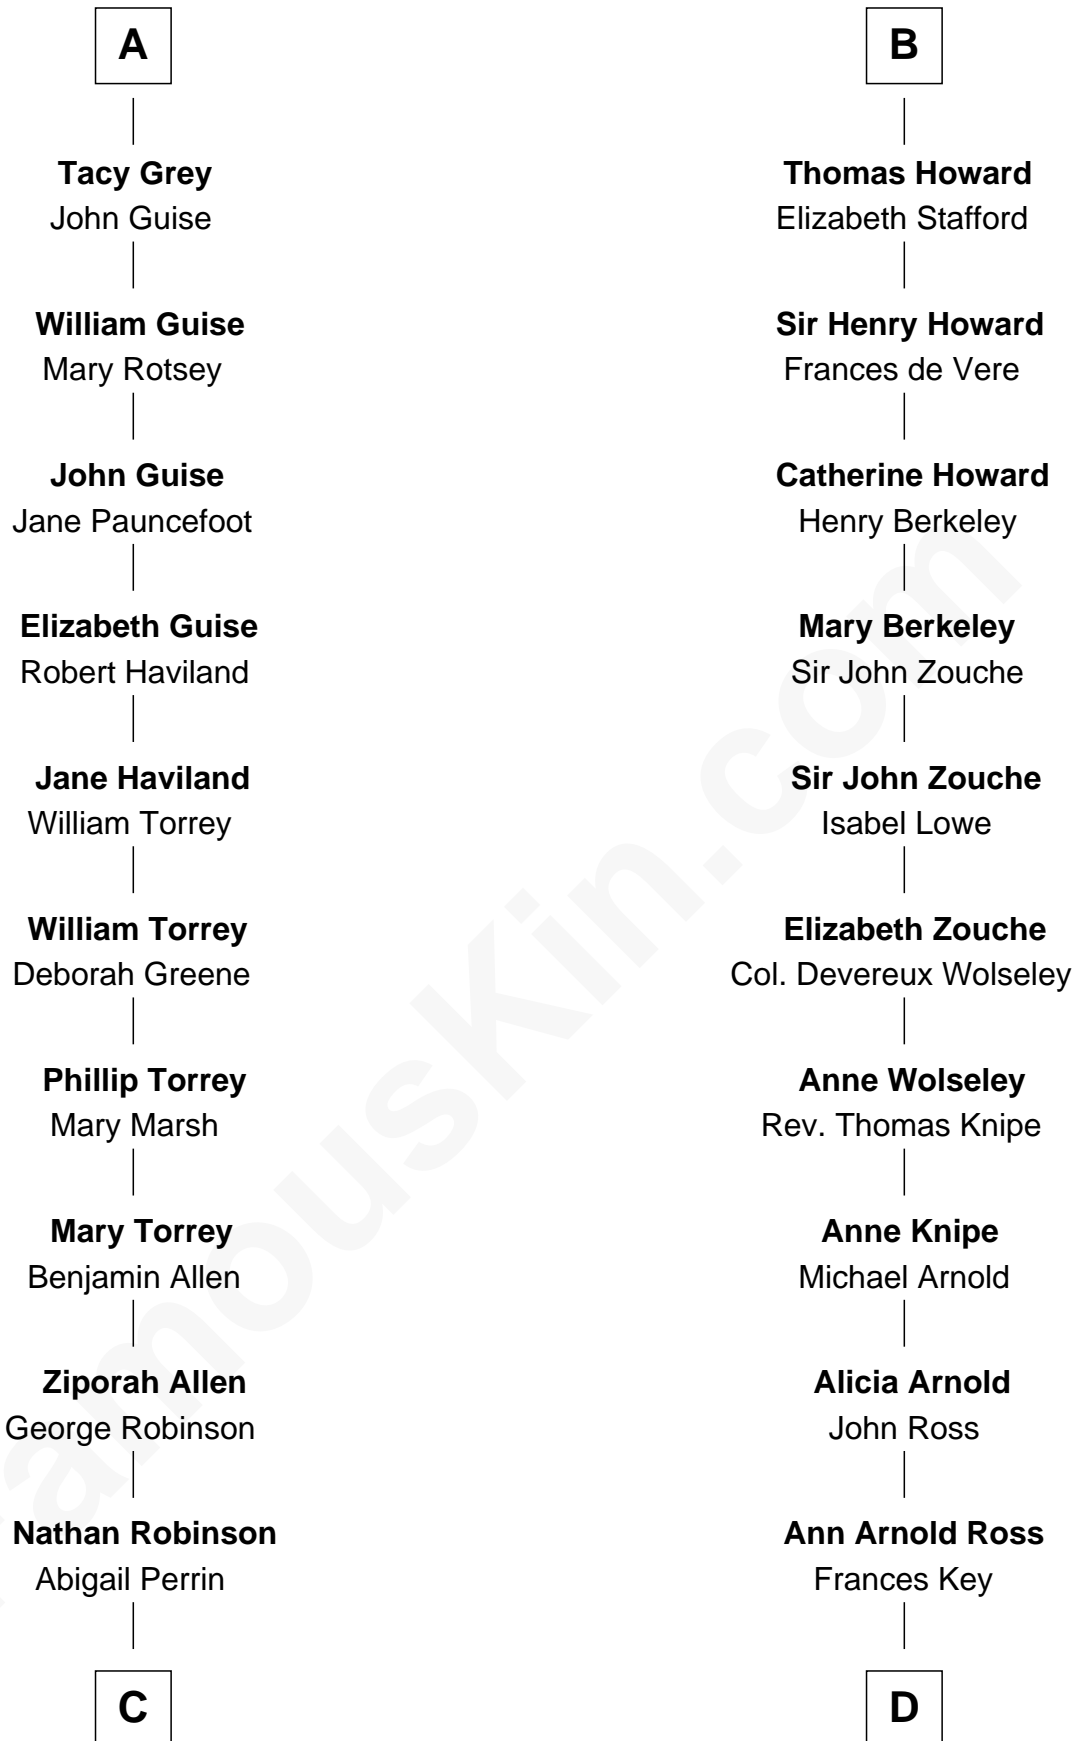 A
Tacy Grey
John Guise
William Guise
Mary Rotsey
John Guise
Jane Pauncefoot
Elizabeth Guise
Robert Haviland
Jane Haviland
William Torrey
William Torrey
Deborah Greene
Phillip Torrey
Mary Marsh
Mary Torrey
Benjamin Allen
Ziporah Allen
George Robinson
Nathan Robinson
Abigail Perrin
C
B
Thomas Howard
Elizabeth Stafford
Sir Henry Howard
Frances de Vere
Catherine Howard
Henry Berkeley
Mary Berkeley
Sir John Zouche
Sir John Zouche
Isabel Lowe
Elizabeth Zouche
Col. Devereux Wolseley
Anne Wolseley
Rev. Thomas Knipe
Anne Knipe
Michael Arnold
Alicia Arnold
John Ross
Ann Arnold Ross
Frances Key
D
FamousKin.com